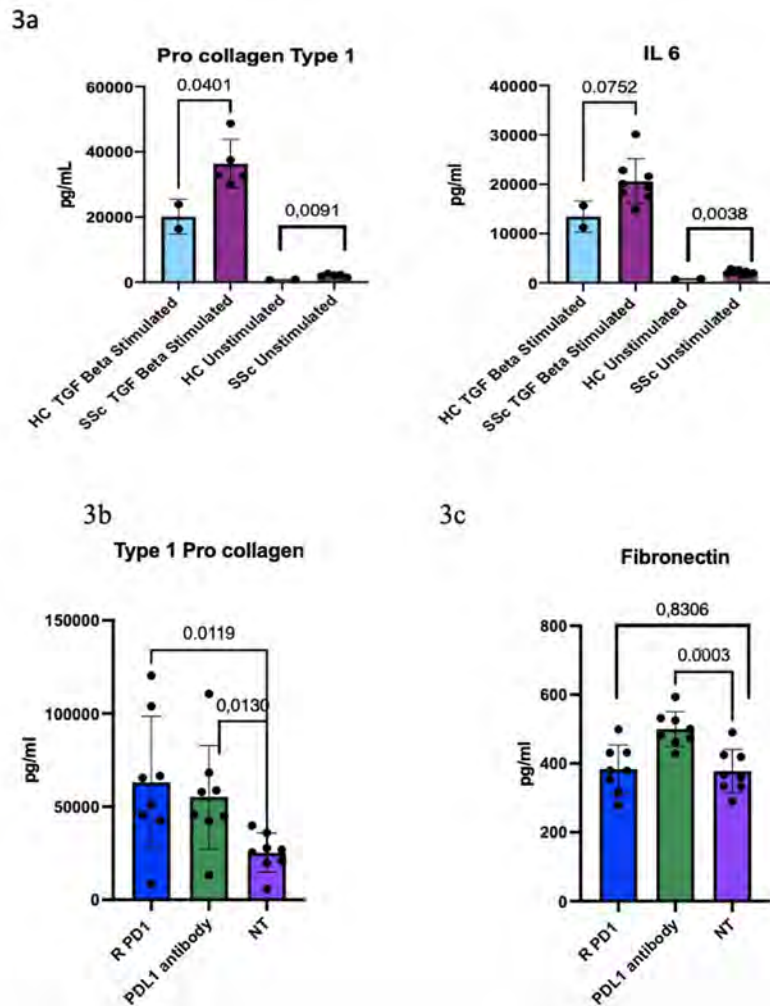 3a
Pro collagen Type 1
60000
40000
20000
0
pg/mL
0.0401
0,0091
HC TGF Beta Stimulated
SSc TGF Beta Stimulated
HC Unstimulated
SSc Unstimulated
IL 6
40000
30000
20000
10000
0
pg/ml
0.0752
0,0038
HC TGF Beta Stimulated
SSc TGF Beta Stimulated
HC Unstimulated
SSc Unstimulated
3b
Type 1 Pro collagen
150000
100000
50000
0
pg/ml
0.0119
0,0130
R PD1
PDL1 antibody
NT
3c
Fibronectin
800
600
400
200
0
pg/ml
0,8306
0.0003
R PD1
PDL1 antibody
NT